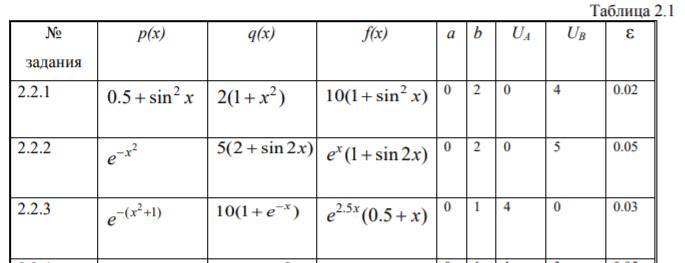 Таблица 2.1
№ задания p(x) q(x) f(x) a b U_A U_B ε
2.2.1 0.5 + sin² x 2(1 + x²) 10(1 + sin² x) 0 2 0 4 0.02
2.2.2 e^{-x²} 5(2 + sin 2x) e^x(1 + sin 2x) 0 2 0 5 0.05
2.2.3 e^{-(x²+1)} 10(1 + e^{-x}) e^{2.5x}(0.5 + x) 0 1 4 0 0.03